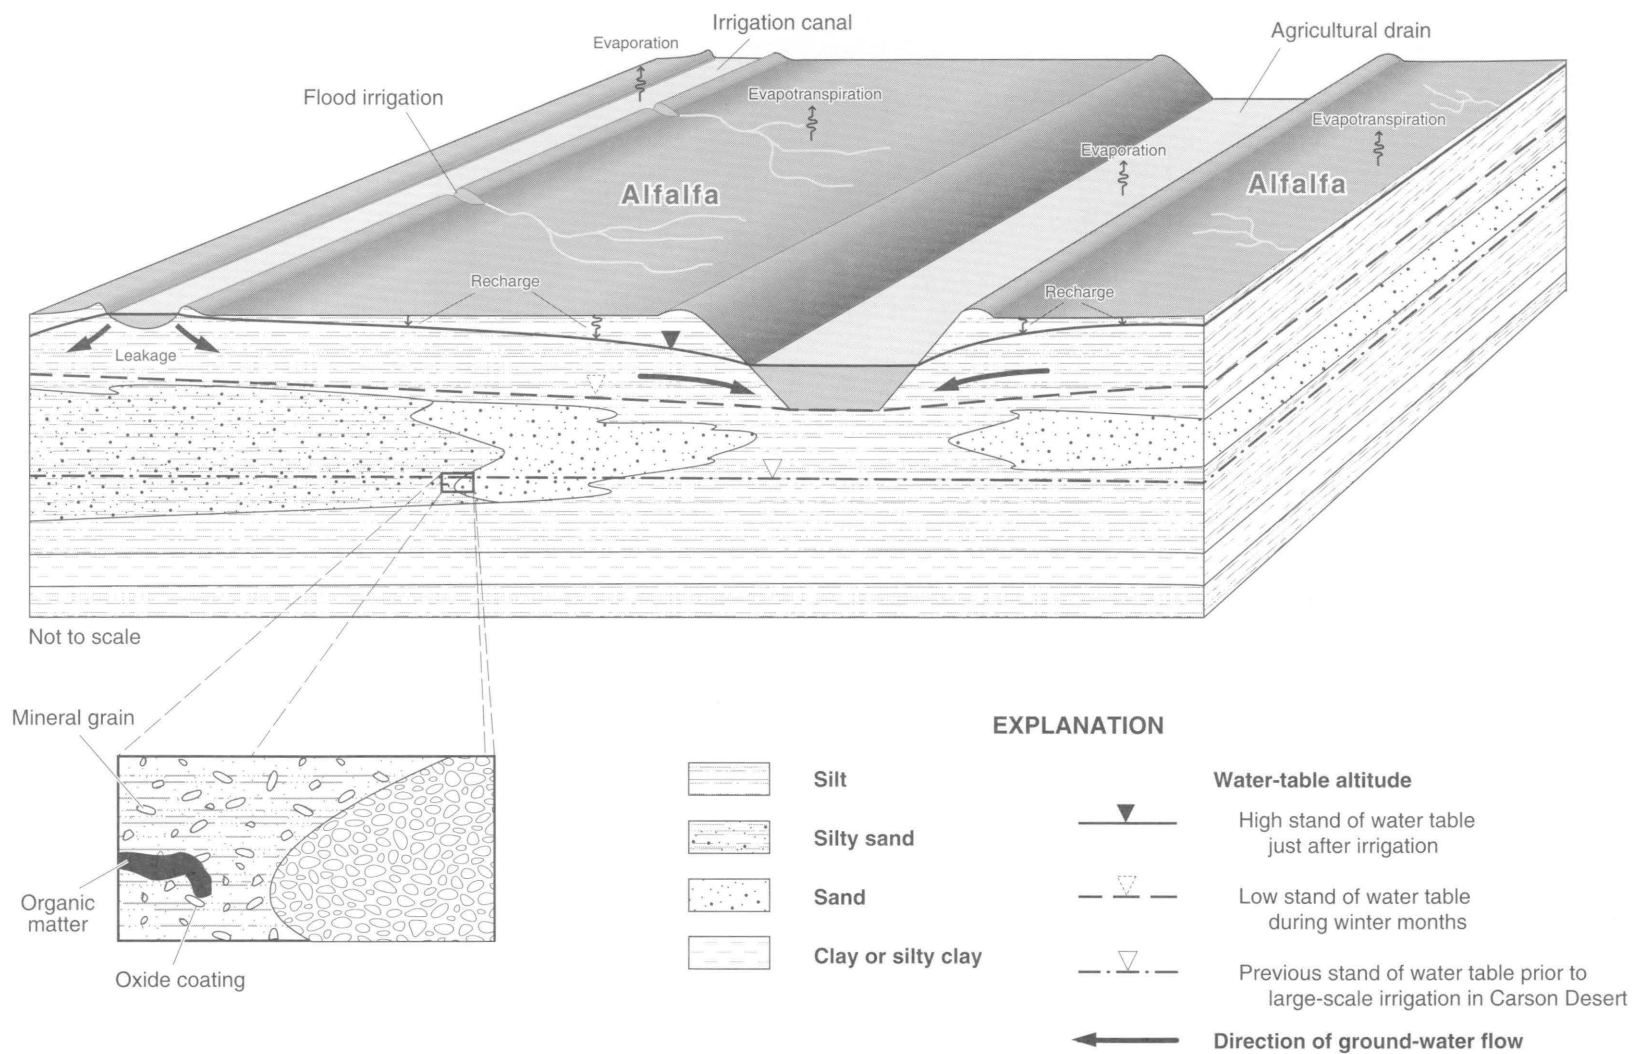 Irrigation canal
Agricultural drain
Evaporation
Flood irrigation
Evapotranspiration
Evapotranspiration
Evaporation
Alfalfa
Alfalfa
Recharge
Recharge
Leakage
Not to scale
Mineral grain
Organic
matter
Oxide coating
EXPLANATION
Silt
Silty sand
Sand
Clay or silty clay
Water-table altitude
High stand of water table
just after irrigation
Low stand of water table
during winter months
Previous stand of water table prior to
large-scale irrigation in Carson Desert
Direction of ground-water flow